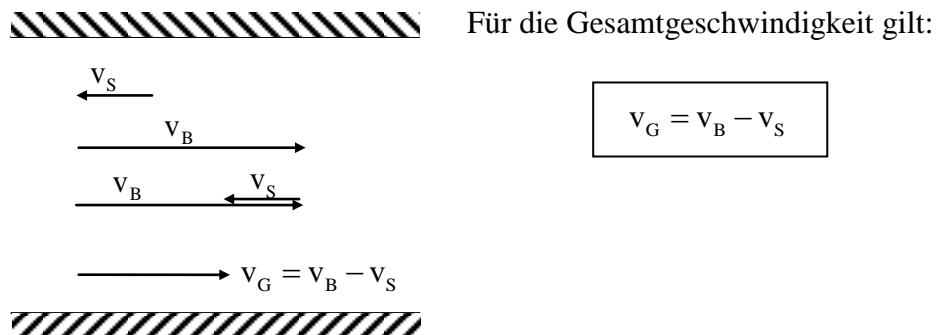 Für die Gesamtgeschwindigkeit gilt:
v_S
v_B
v_B v_S
v_G = v_B − v_S
v_G = v_B − v_S